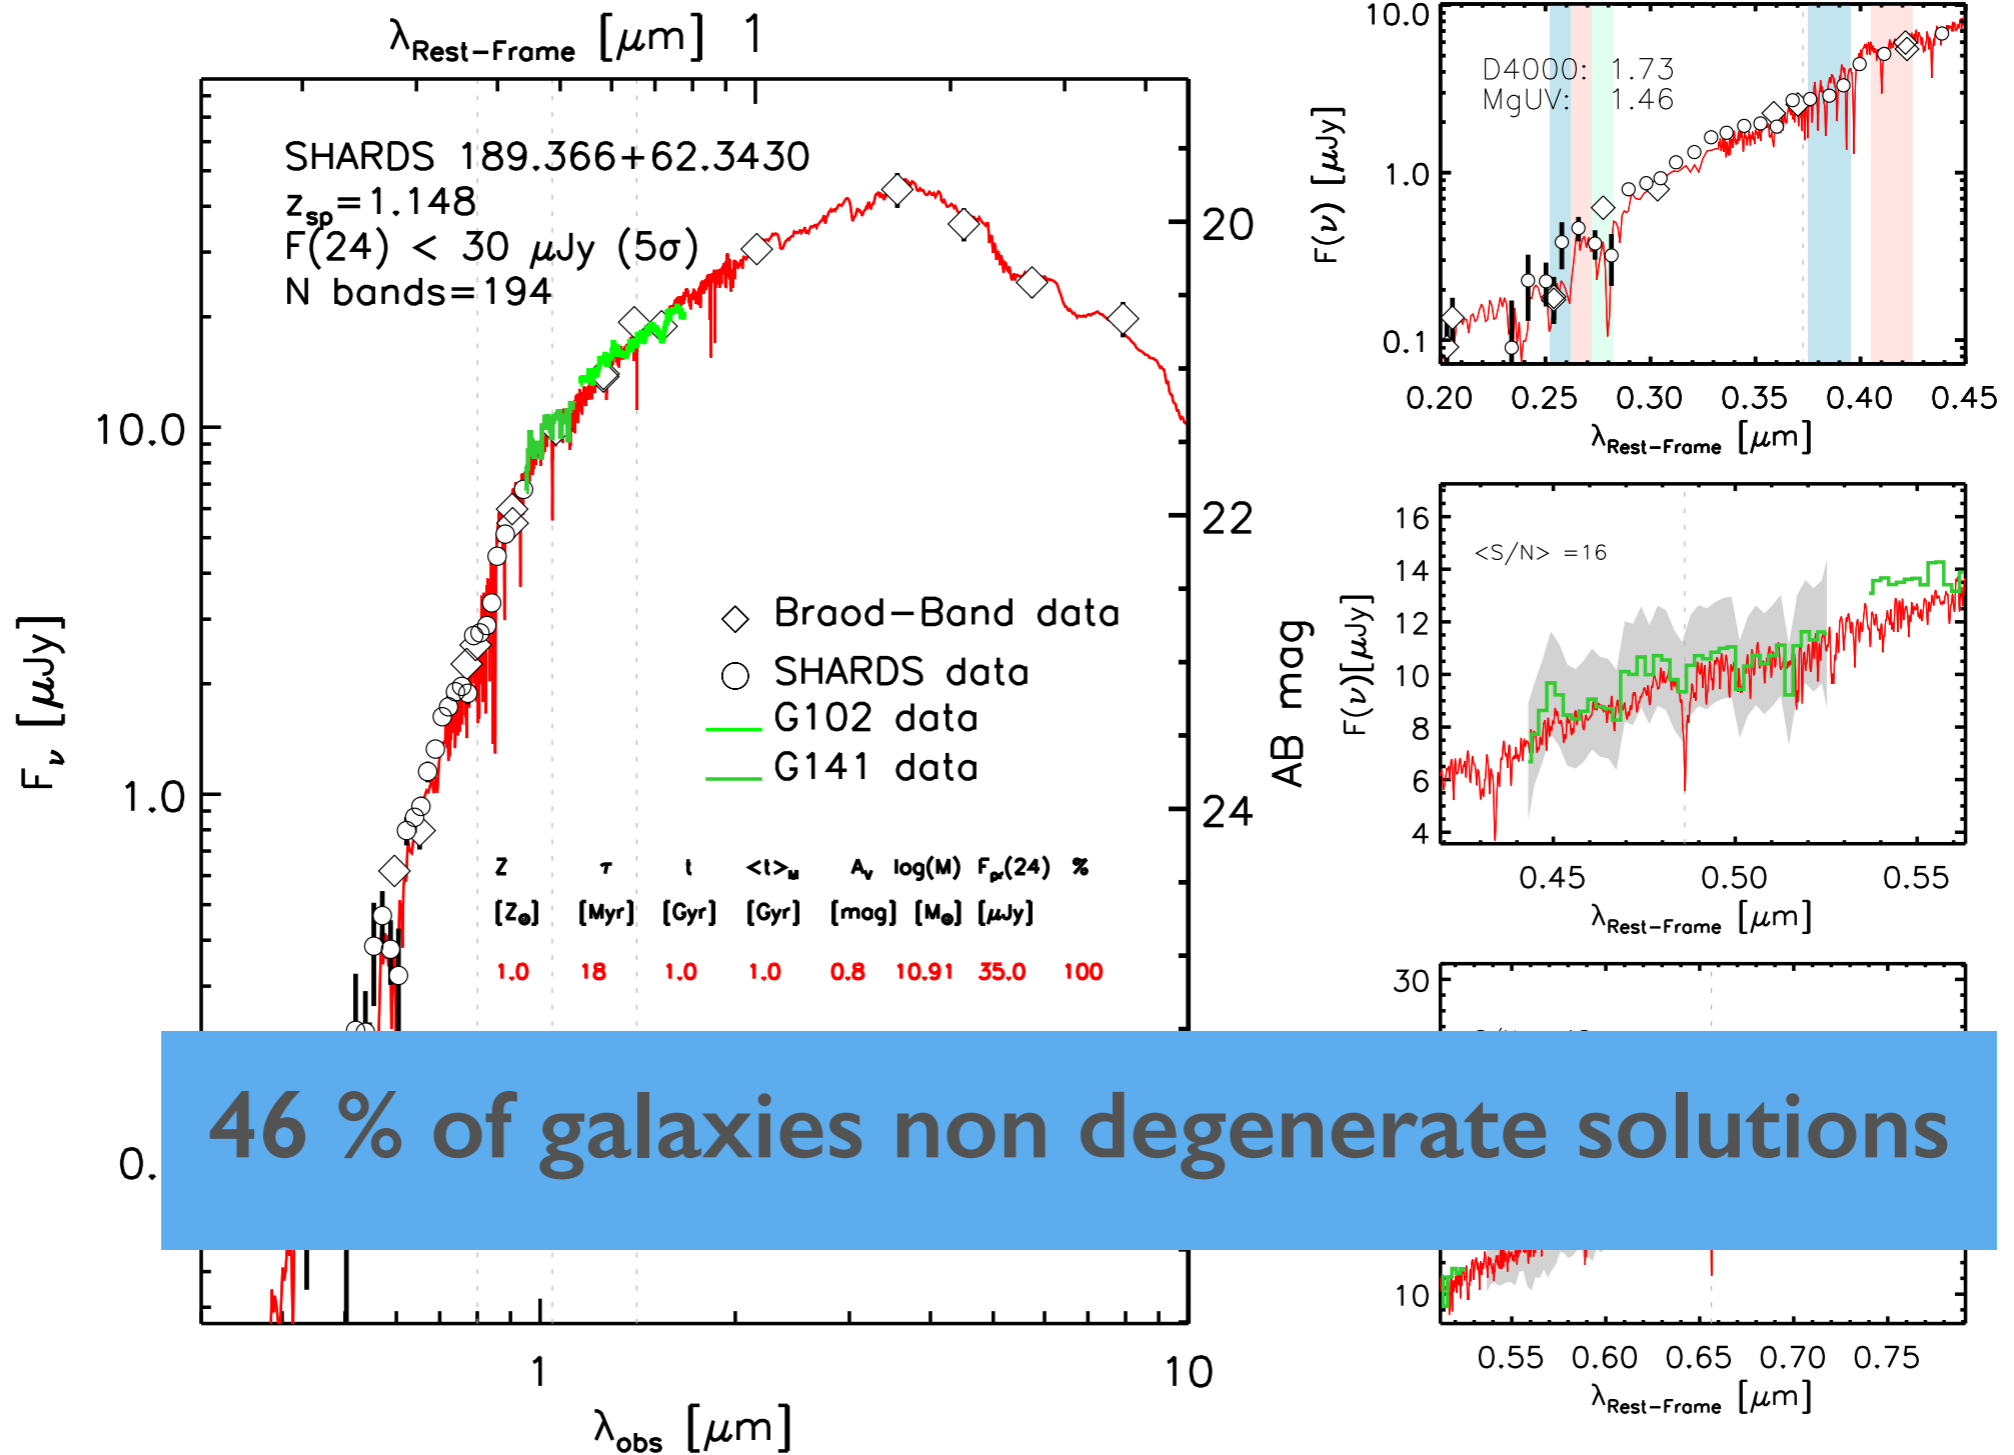 λRest-Frame [μm] 1
SHARDS 189.366+62.3430
zsp=1.148
F(24) < 30 μJy (5σ)
N bands=194
Braod-Band data
SHARDS data
G102 data
G141 data
Z τ t <t>M AV log(M) Fpr(24) %
[Z⊙] [Myr] [Gyr] [Gyr] [mag] [M⊙] [μJy]
1.0 18 1.0 1.0 0.8 10.91 35.0 100
10.0
1.0
0.
Fν [μJy]
20
22
24
AB mag
1 10
λobs [μm]
10.0
1.0
0.1
F(ν) [μJy]
D4000: 1.73
MgUV: 1.46
0.20 0.25 0.30 0.35 0.40 0.45
λRest-Frame [μm]
16
14
12
10
8
6
4
F(ν)[μJy]
<S/N> =16
0.45 0.50 0.55
λRest-Frame [μm]
30
10
0.55 0.60 0.65 0.70 0.75
λRest-Frame [μm]
46 % of galaxies non degenerate solutions